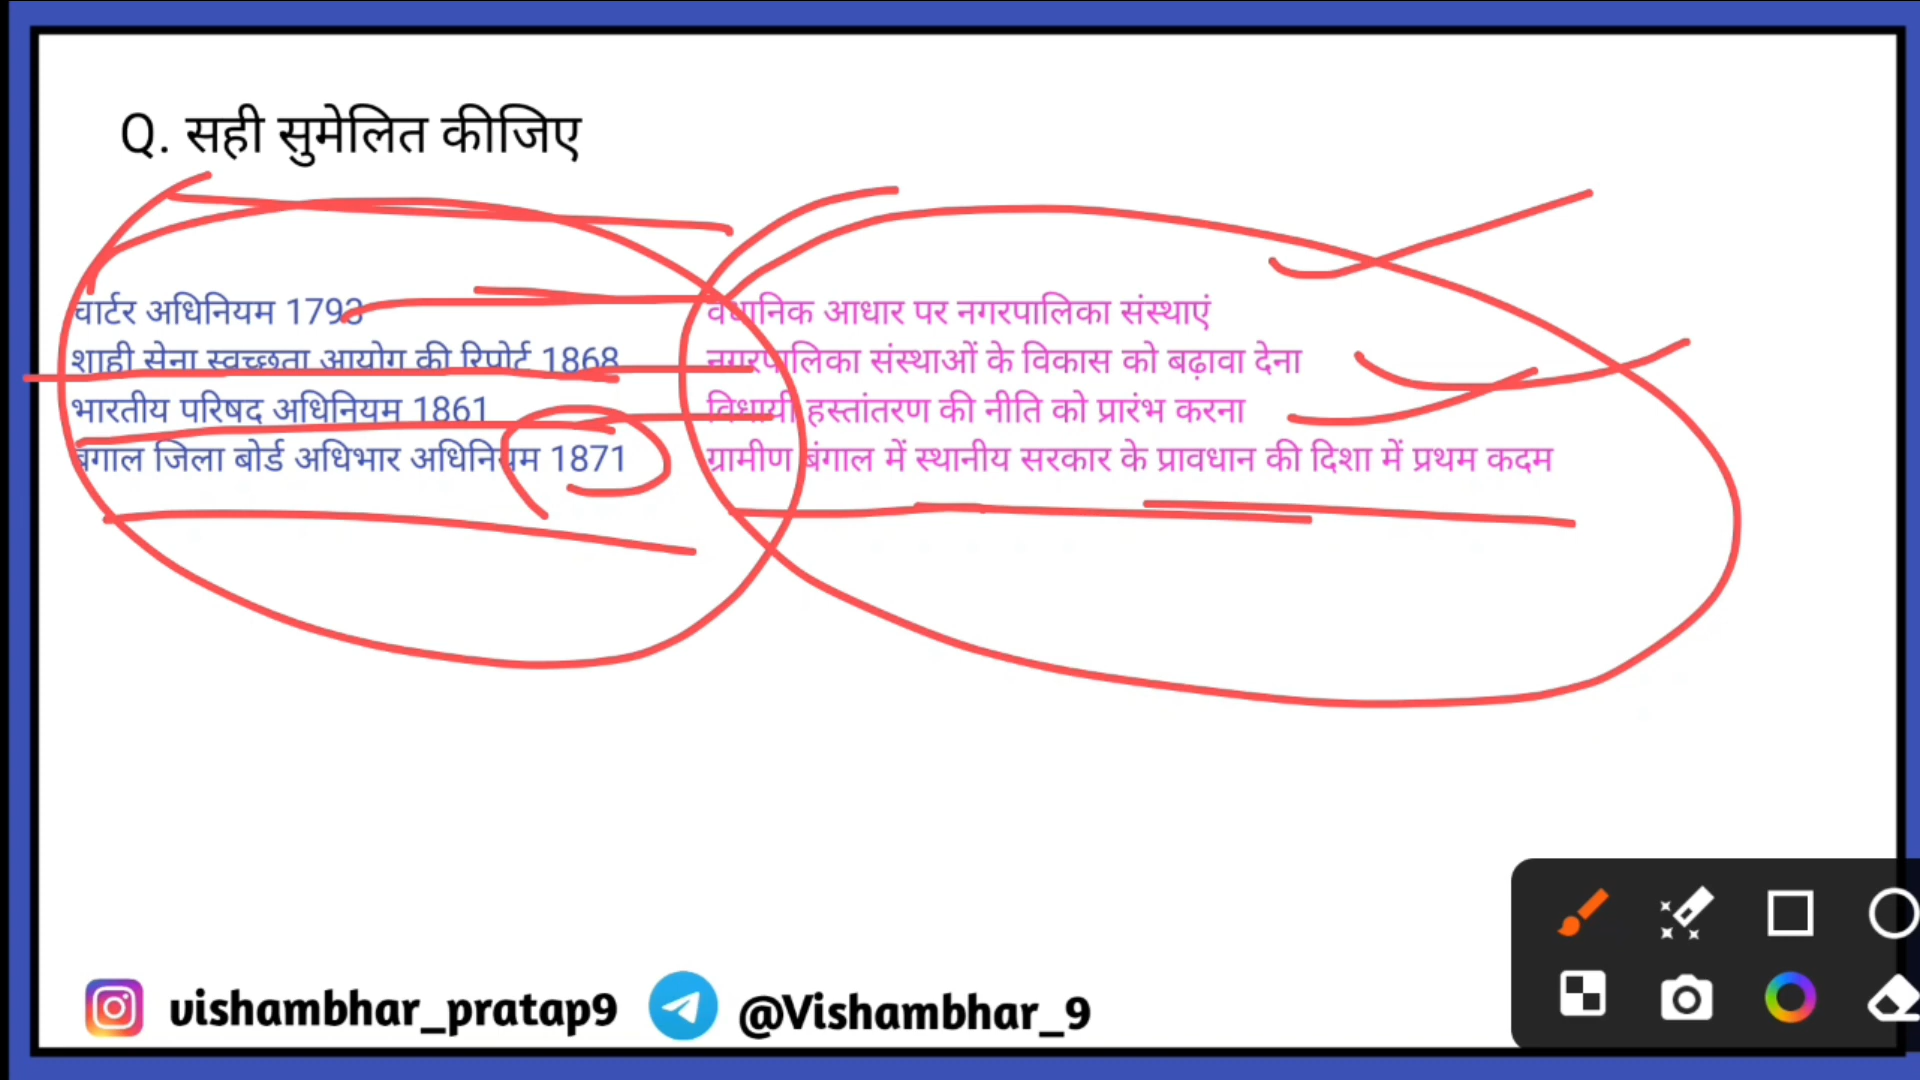 Q. सही सुमेलित कीजिए
चार्टर अधिनियम 1793 वैधानिक आधार पर नगरपालिका संस्थाएं
शाही सेना स्वच्छता आयोग की रिपोर्ट 1868 नगरपालिका संस्थाओं के विकास को बढ़ावा देना
भारतीय परिषद अधिनियम 1861 विधायी हस्तांतरण की नीति को प्रारंभ करना
बंगाल जिला बोर्ड अधिभार अधिनियम 1871 ग्रामीण बंगाल में स्थानीय सरकार के प्रावधान की दिशा में प्रथम कदम
vishambhar_pratap9 @Vishambhar_9